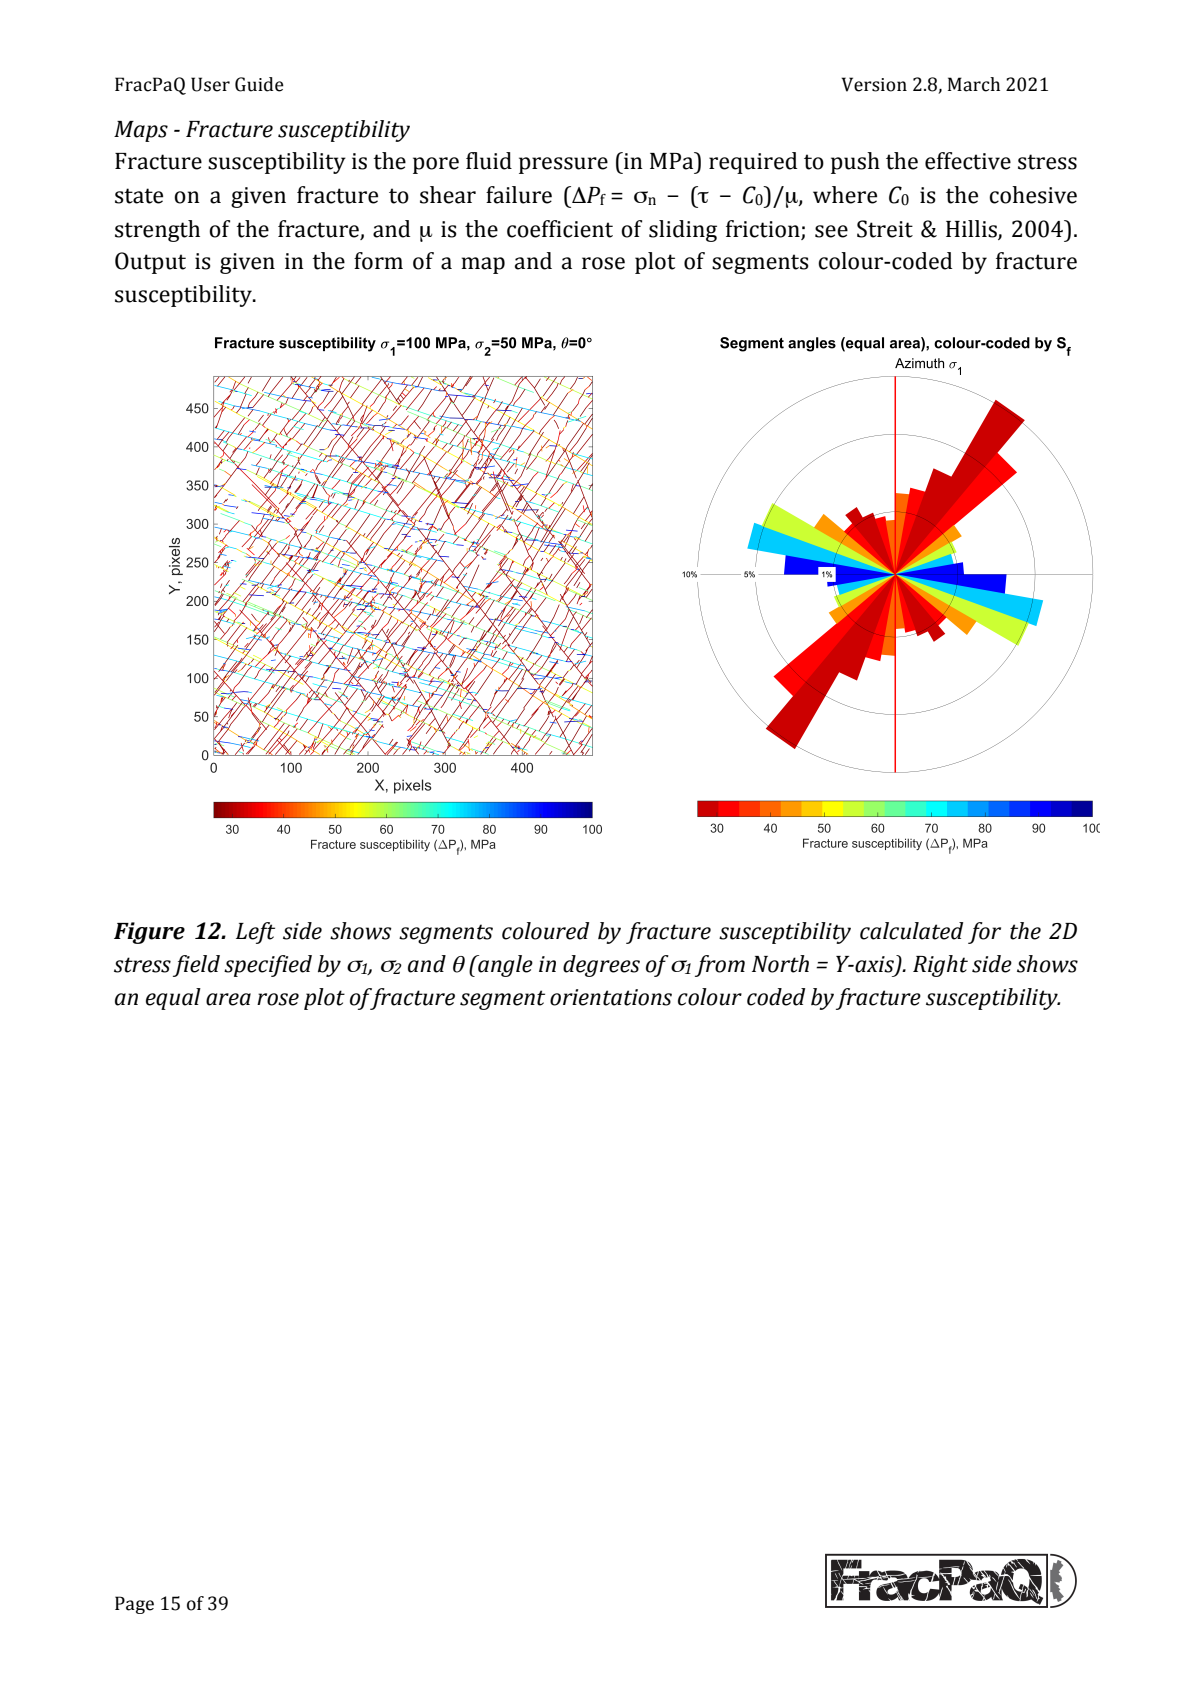 FracPaQ User Guide Version 2.8, March 2021
Maps - Fracture susceptibility
Fracture susceptibility is the pore fluid pressure (in MPa) required to push the effective stress
state on a given fracture to shear failure (ΔPf = σn − (τ − C0)/μ, where C0 is the cohesive
strength of the fracture, and μ is the coefficient of sliding friction; see Streit & Hillis, 2004).
Output is given in the form of a map and a rose plot of segments colour-coded by fracture
susceptibility.
Fracture susceptibility σ1=100 MPa, σ2=50 MPa, θ=0°
450
400
350
300
250
200
150
100
50
0
Y, pixels
0 100 200 300 400
X, pixels
30 40 50 60 70 80 90 100
Fracture susceptibility (ΔPf), MPa
Segment angles (equal area), colour-coded by Sf
Azimuth σ1
10% 5% 1%
30 40 50 60 70 80 90 100
Fracture susceptibility (ΔPf), MPa
Figure 12. Left side shows segments coloured by fracture susceptibility calculated for the 2D
stress field specified by σ1, σ2 and θ (angle in degrees of σ1 from North = Y-axis). Right side shows
an equal area rose plot of fracture segment orientations colour coded by fracture susceptibility.
Page 15 of 39
FracPaQ